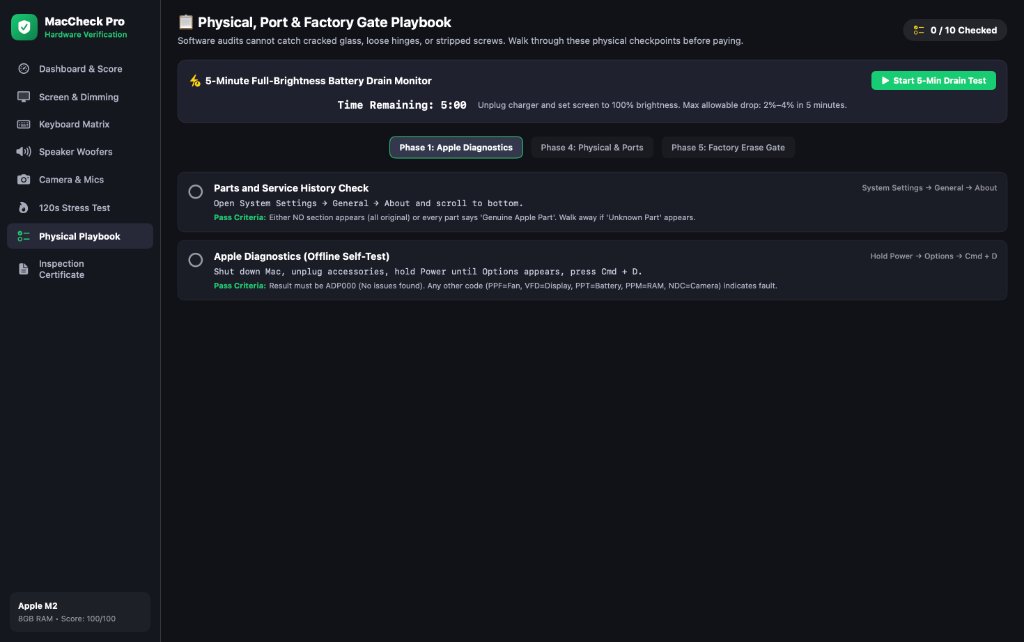 MacCheck Pro
Hardware Verification
Dashboard & Score
Screen & Dimming
Keyboard Matrix
Speaker Woofers
Camera & Mics
120s Stress Test
Physical Playbook
Inspection
Certificate
Apple M2
8GB RAM • Score: 100/100
Physical, Port & Factory Gate Playbook
Software audits cannot catch cracked glass, loose hinges, or stripped screws. Walk through these physical checkpoints before paying.
0 / 10 Checked
5-Minute Full-Brightness Battery Drain Monitor
Start 5-Min Drain Test
Time Remaining: 5:00 Unplug charger and set screen to 100% brightness. Max allowable drop: 2%–4% in 5 minutes.
Phase 1: Apple Diagnostics
Phase 4: Physical & Ports
Phase 5: Factory Erase Gate
Parts and Service History Check
System Settings → General → About
Open System Settings → General → About and scroll to bottom.
Pass Criteria: Either NO section appears (all original) or every part says 'Genuine Apple Part'. Walk away if 'Unknown Part' appears.
Apple Diagnostics (Offline Self-Test)
Hold Power → Options → Cmd + D
Shut down Mac, unplug accessories, hold Power until Options appears, press Cmd + D.
Pass Criteria: Result must be ADP000 (No issues found). Any other code (PPF=Fan, VFD=Display, PPT=Battery, PPM=RAM, NDC=Camera) indicates fault.